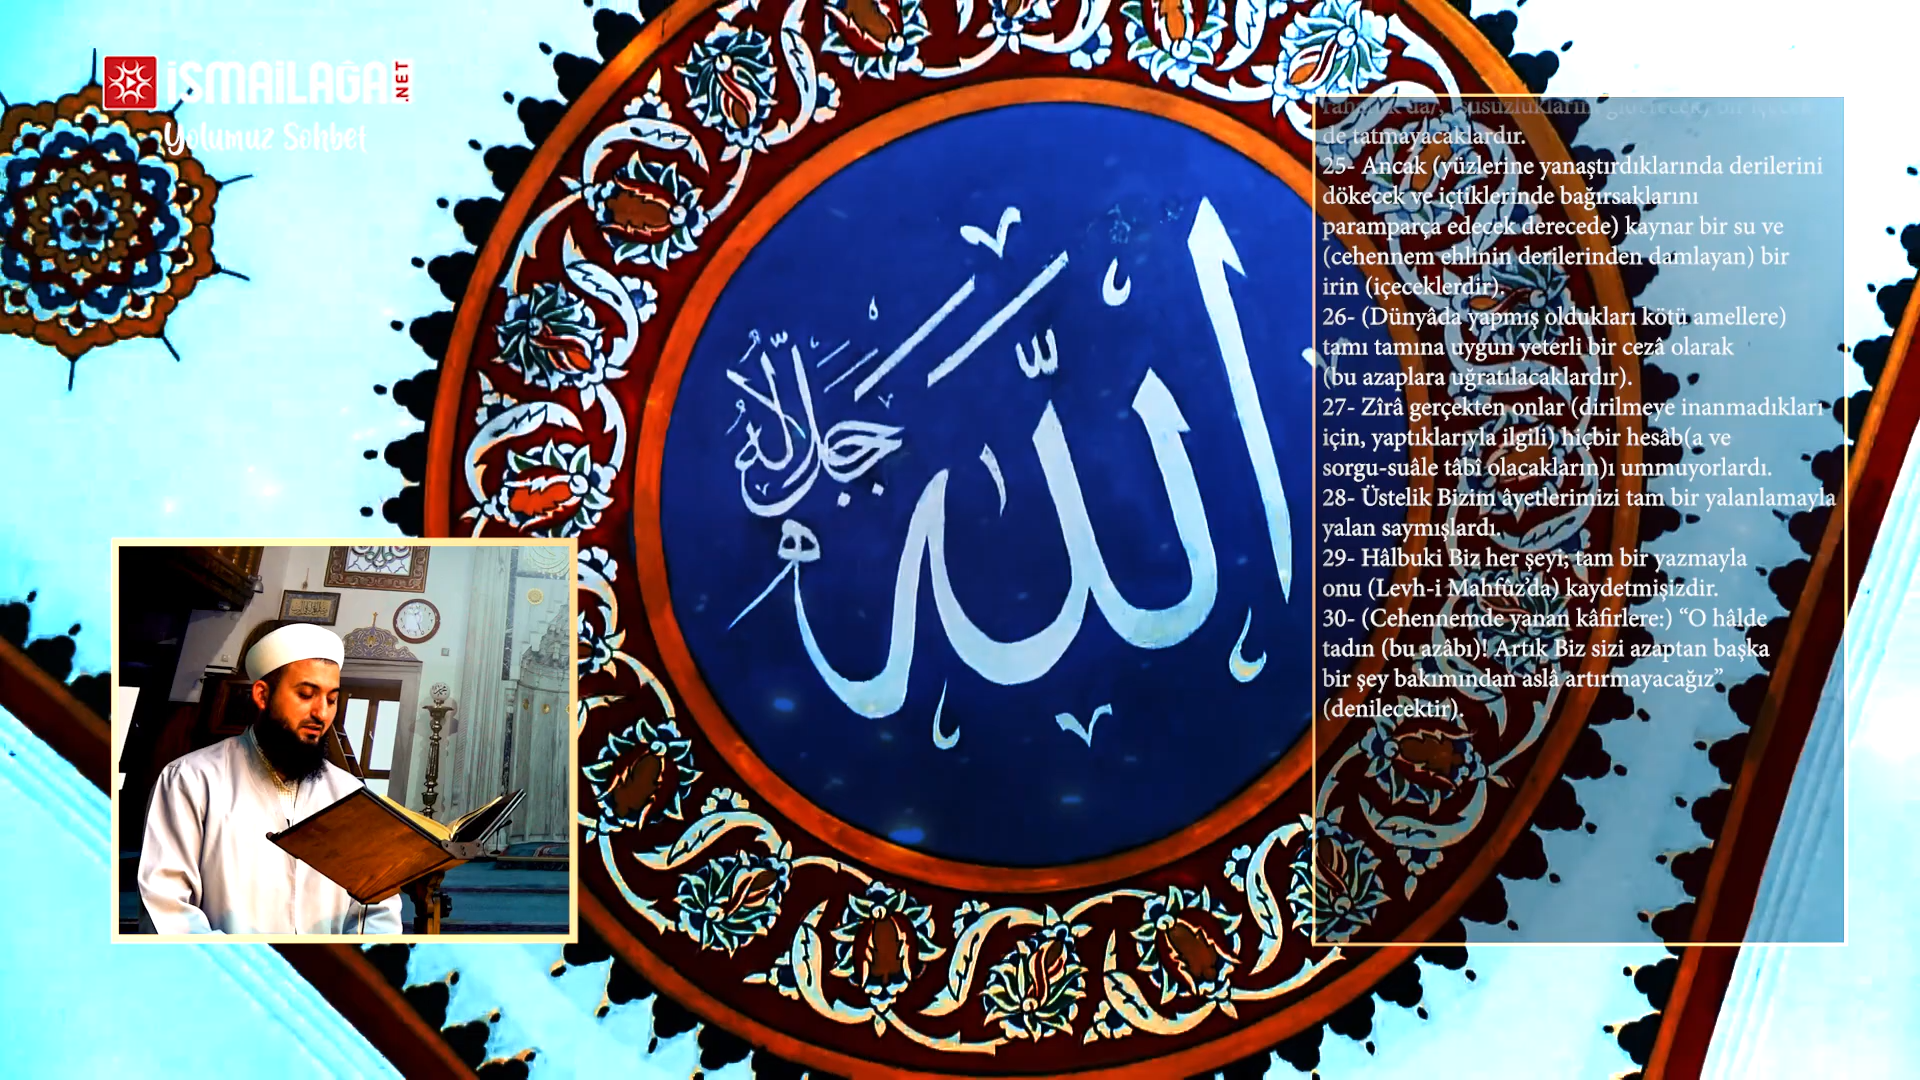 İSMAİLAĞA.NET
Yolumuz Sohbet
الله
جل جلاله
de tatmayacaklardır.
25- Ancak (yüzlerine yanaştırdıklarında derilerini
dökecek ve içtiklerinde bağırsaklarını
paramparça edecek derecede) kaynar bir su ve
(cehennem ehlinin derilerinden damlayan) bir
irin (içeceklerdir).
26- (Dünyâda yapmış oldukları kötü amellere)
tamı tamına uygun yeterli bir cezâ olarak
(bu azaplara uğratılacaklardır).
27- Zîrâ gerçekten onlar (dirilmeye inanmadıkları
için, yaptıklarıyla ilgili) hiçbir hesâb(a ve
sorgu-suâle tâbî olacakların)ı ummuyorlardı.
28- Üstelik Bizim âyetlerimizi tam bir yalanlamayla
yalan saymışlardı.
29- Hâlbuki Biz her şeyi; tam bir yazmayla
onu (Levh-i Mahfûz’da) kaydetmişizdir.
30- (Cehennemde yanan kâfirlere:) “O hâlde
tadın (bu azâbı)! Artık Biz sizi azaptan başka
bir şey bakımından aslâ artırmayacağız”
(denilecektir).